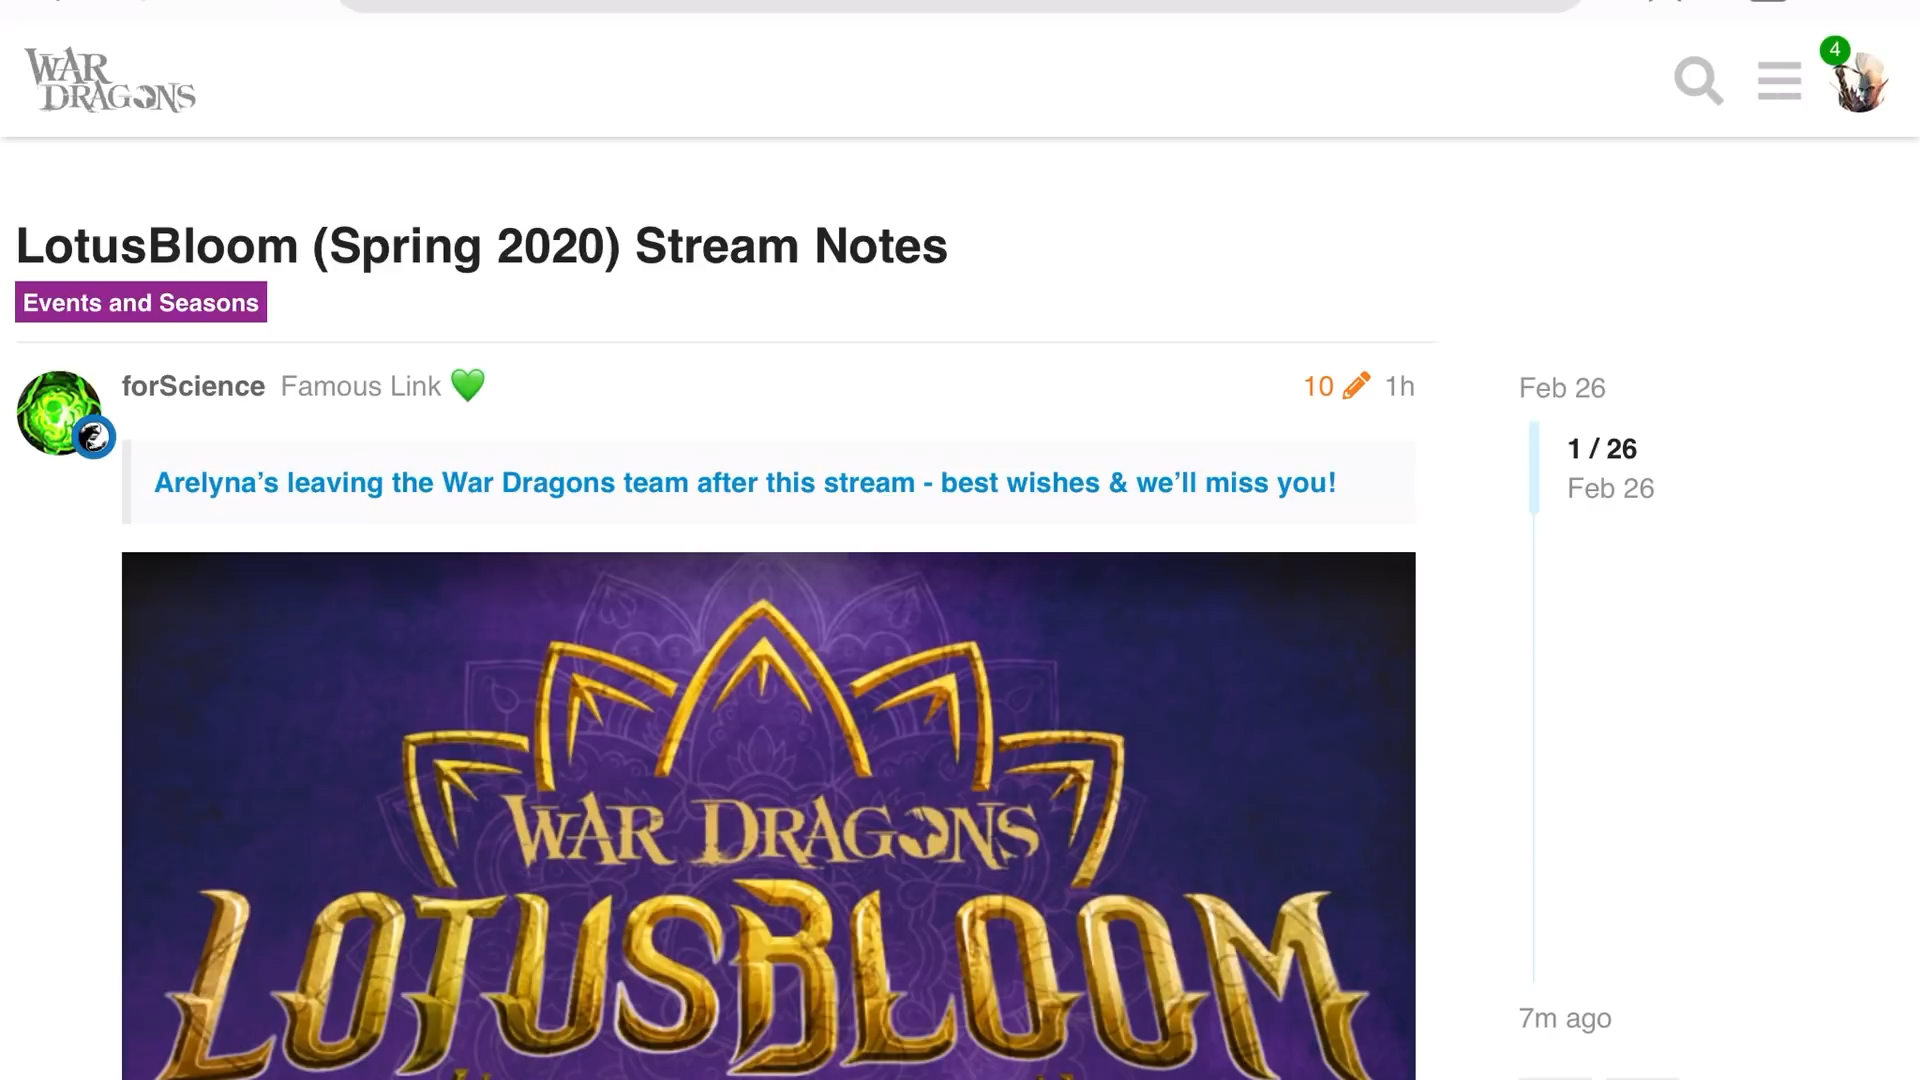 WAR
DRAGONS
4
LotusBloom (Spring 2020) Stream Notes
Events and Seasons
forScience Famous Link 10 1h
Arelyna’s leaving the War Dragons team after this stream - best wishes & we’ll miss you!
WAR DRAGONS
LOTUSBLOOM
Feb 26
1 / 26
Feb 26
7m ago